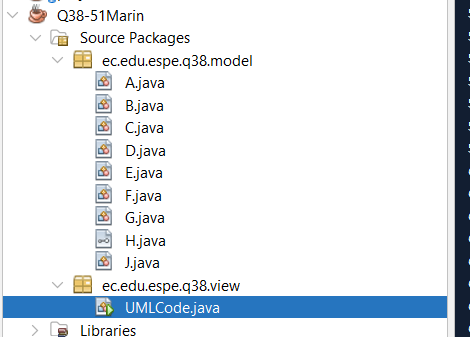 Q38-51Marin
Source Packages
ec.edu.espe.q38.model
A.java
B.java
C.java
D.java
E.java
F.java
G.java
H.java
J.java
ec.edu.espe.q38.view
UMLCode.java
Libraries